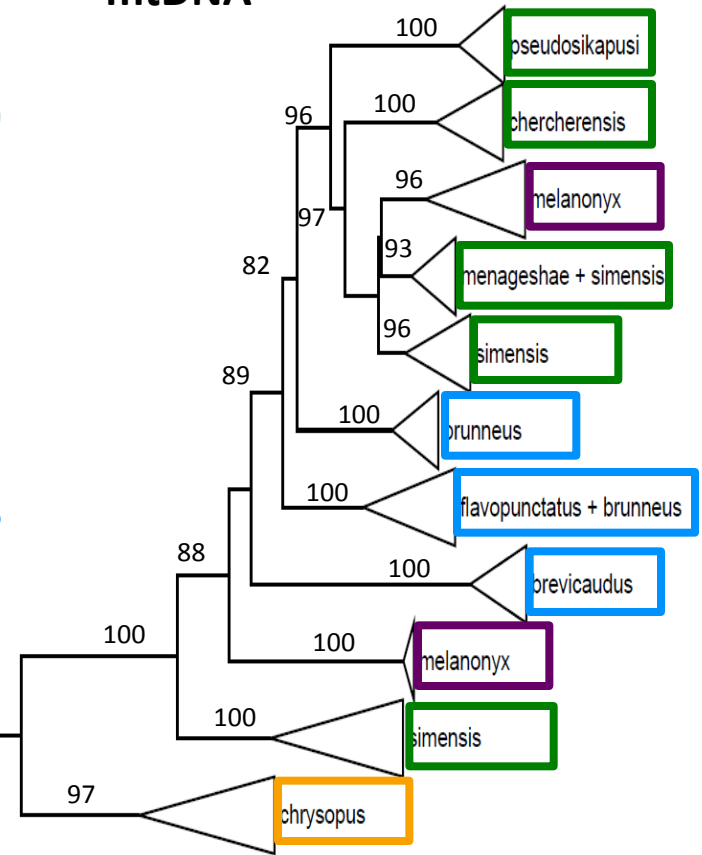 mtDNA
100
pseudosikapusi
96
100
chercherensis
96
melanonyx
97
93
menageshae + simensis
82
96
simensis
89
100
brunneus
100
flavopunctatus + brunneus
88
100
brevicaudus
100
100
melanonyx
100
simensis
97
chrysopus